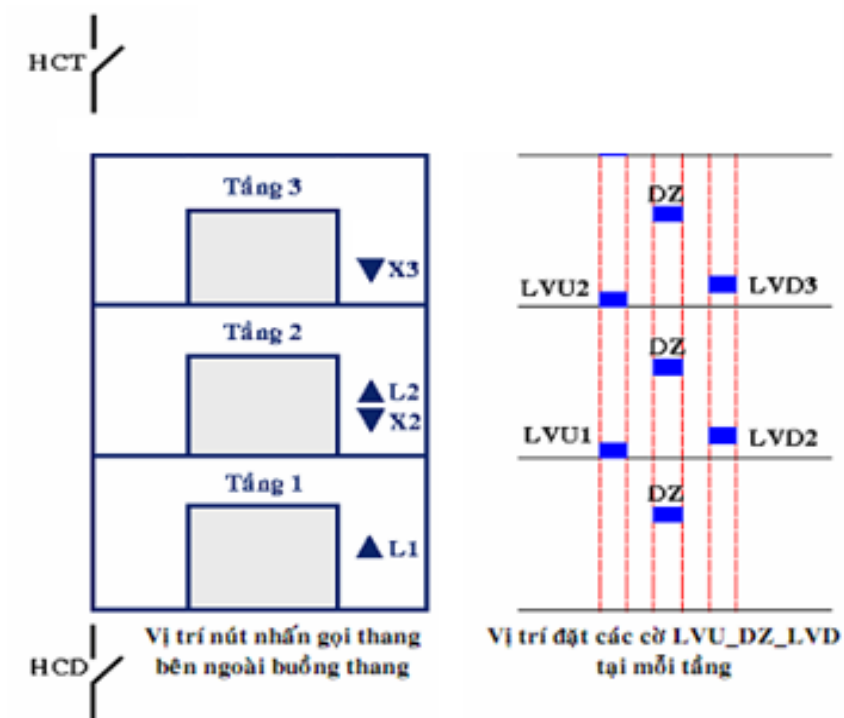 HCT
Tầng 3
X3
Tầng 2
L2
X2
Tầng 1
L1
HCD
Vị trí nút nhấn gọi thang
bên ngoài buồng thang
DZ
LVU2
LVD3
DZ
LVU1
LVD2
DZ
Vị trí đặt các cờ LVU_DZ_LVD
tại mỗi tầng